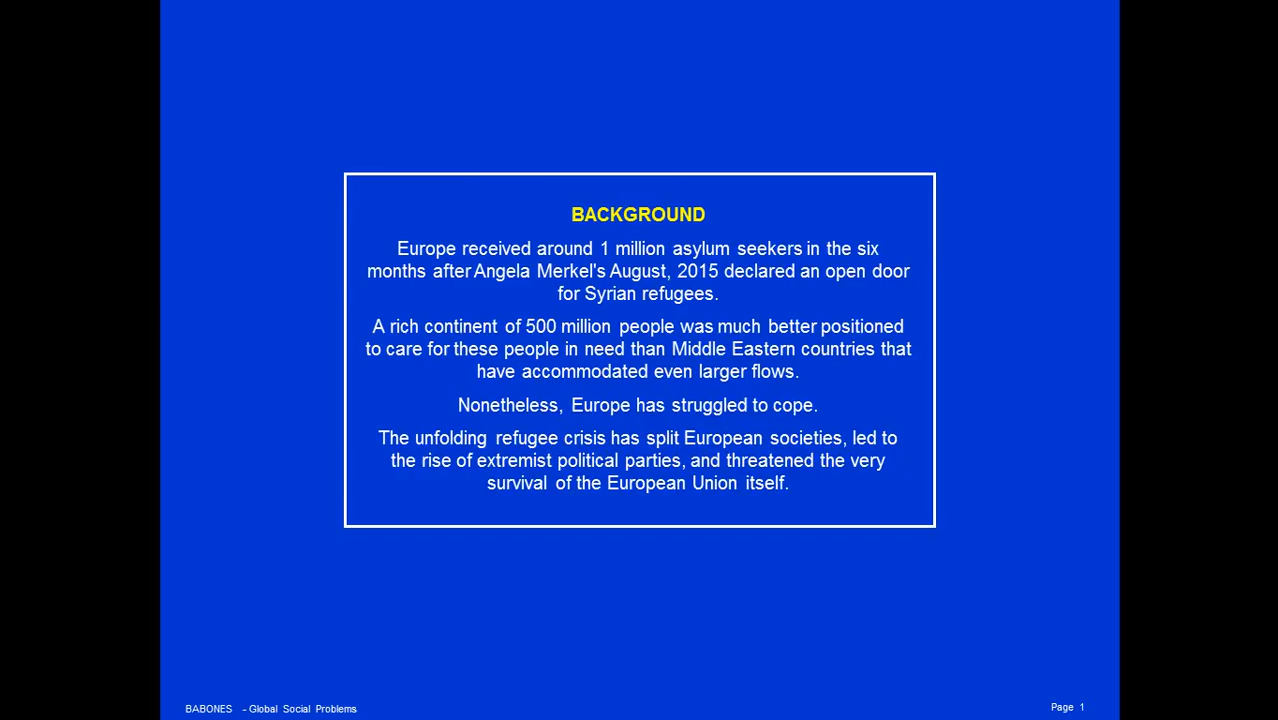 BACKGROUND
Europe received around 1 million asylum seekers in the six
months after Angela Merkel's August, 2015 declared an open door
for Syrian refugees.
A rich continent of 500 million people was much better positioned
to care for these people in need than Middle Eastern countries that
have accommodated even larger flows.
Nonetheless, Europe has struggled to cope.
The unfolding refugee crisis has split European societies, led to
the rise of extremist political parties, and threatened the very
survival of the European Union itself.
BABONES - Global Social Problems
Page 1